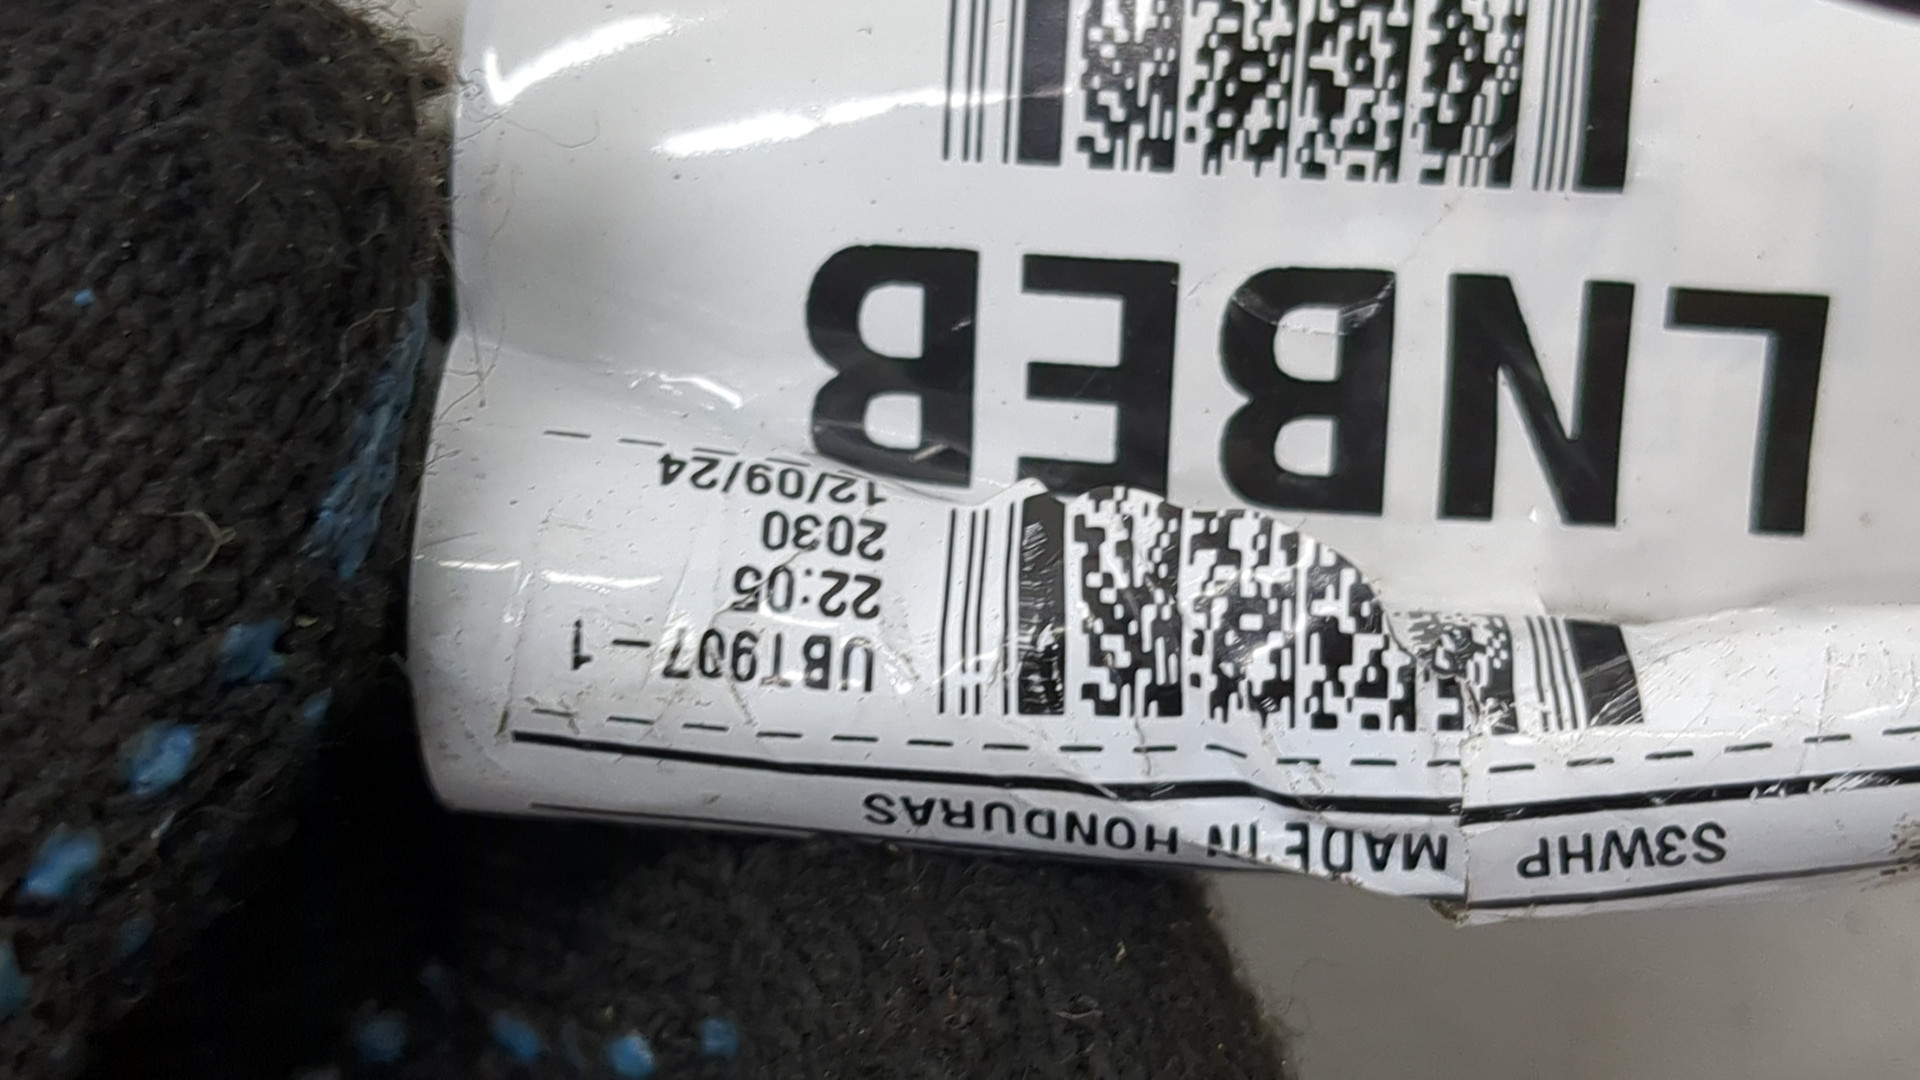 S3WHP MADE IN HONDURAS
UBT907-1
22:05
2030
12/09/24
LNBEB